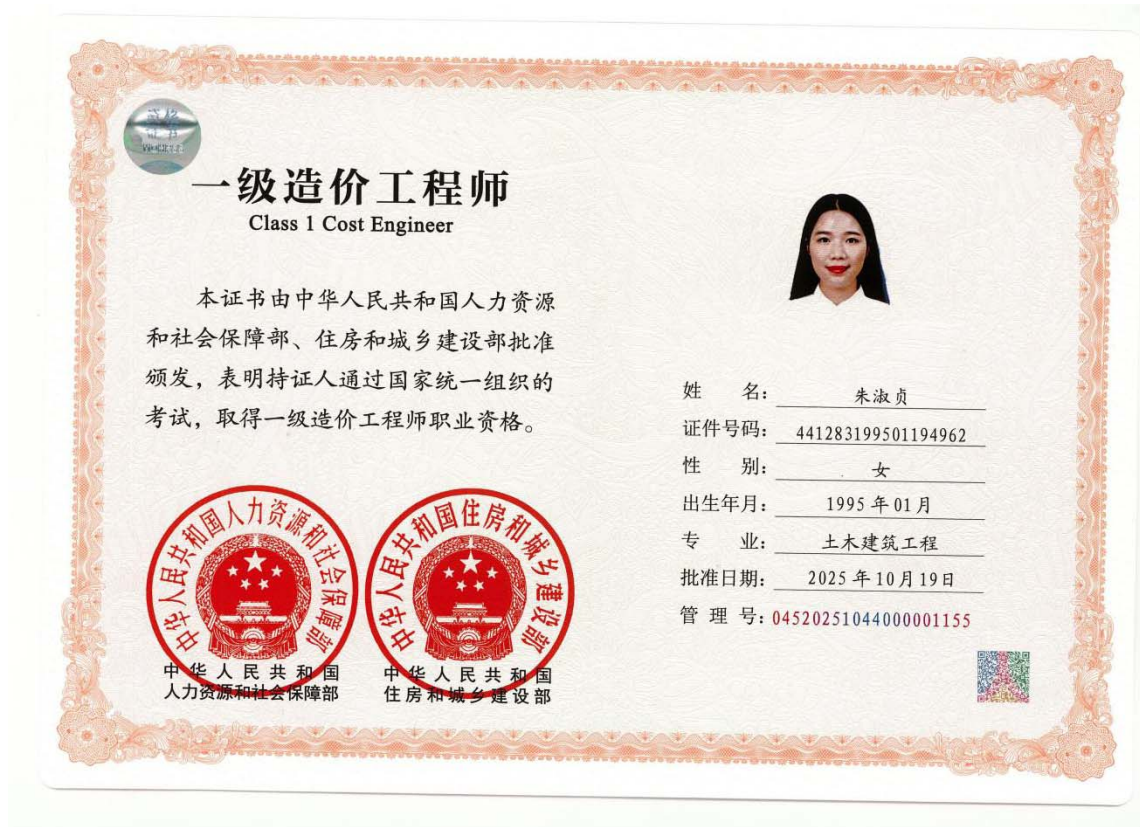 一级造价工程师
Class 1 Cost Engineer
本证书由中华人民共和国人力资源
和社会保障部、住房和城乡建设部批准
颁发，表明持证人通过国家统一组织的
考试，取得一级造价工程师职业资格。
中华人民共和国人力资源和社会保障部
中华人民共和国住房和城乡建设部
中华人民共和国
人力资源和社会保障部
中华人民共和国
住房和城乡建设部
姓 名： 朱淑贞
证件号码： 441283199501194962
性 别： 女
出生年月： 1995年01月
专 业： 土木建筑工程
批准日期： 2025年10月19日
管 理 号：04520251044000001155